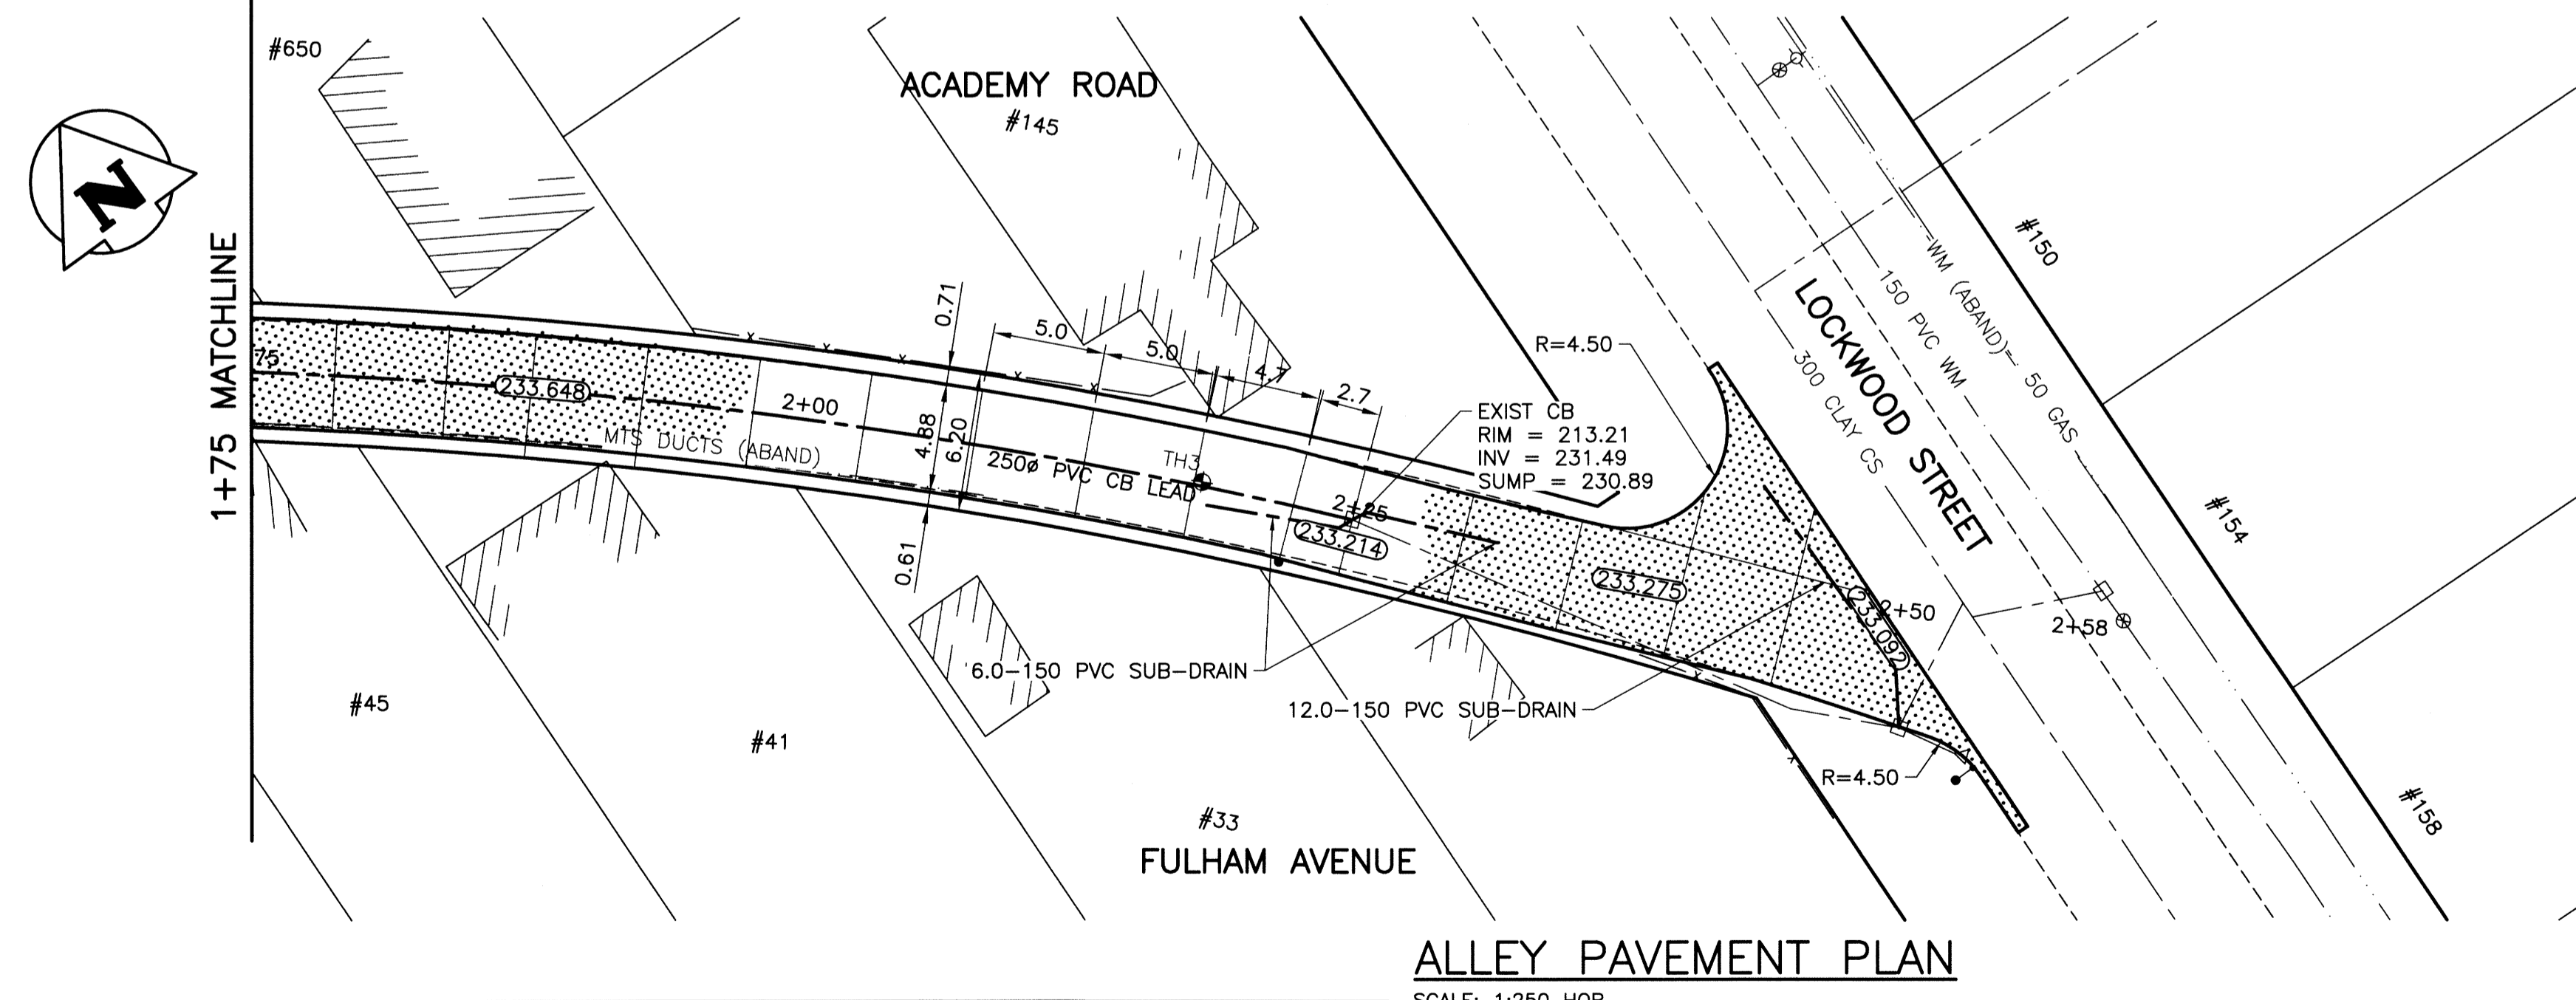 #650
ACADEMY ROAD
#145
N
1+75 MATCHLINE
75
233.648
2+00
MTS DUCTS (ABAND)
0.71
4.88
6.20
0.61
5.0
5.0
4.7
2.7
250ø PVC CB LEAD
TH3
R=4.50
EXIST CB
RIM = 213.21
INV = 231.49
SUMP = 230.89
2+25
233.214
233.275
233.092
2+50
2+58
6.0-150 PVC SUB-DRAIN
12.0-150 PVC SUB-DRAIN
R=4.50
LOCKWOOD STREET
300 CLAY CS
150 PVC WM
WM (ABAND)
50 GAS
#150
#154
#158
#45
#41
#33
FULHAM AVENUE
ALLEY PAVEMENT PLAN
SCALE: 1:250 HOR